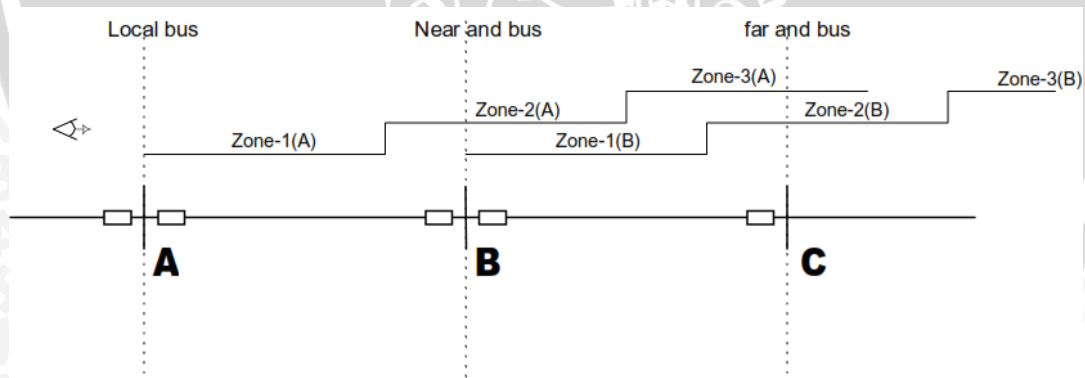 Local bus
Near and bus
far and bus
Zone-3(A)
Zone-3(B)
Zone-2(A)
Zone-2(B)
Zone-1(A)
Zone-1(B)
A
B
C